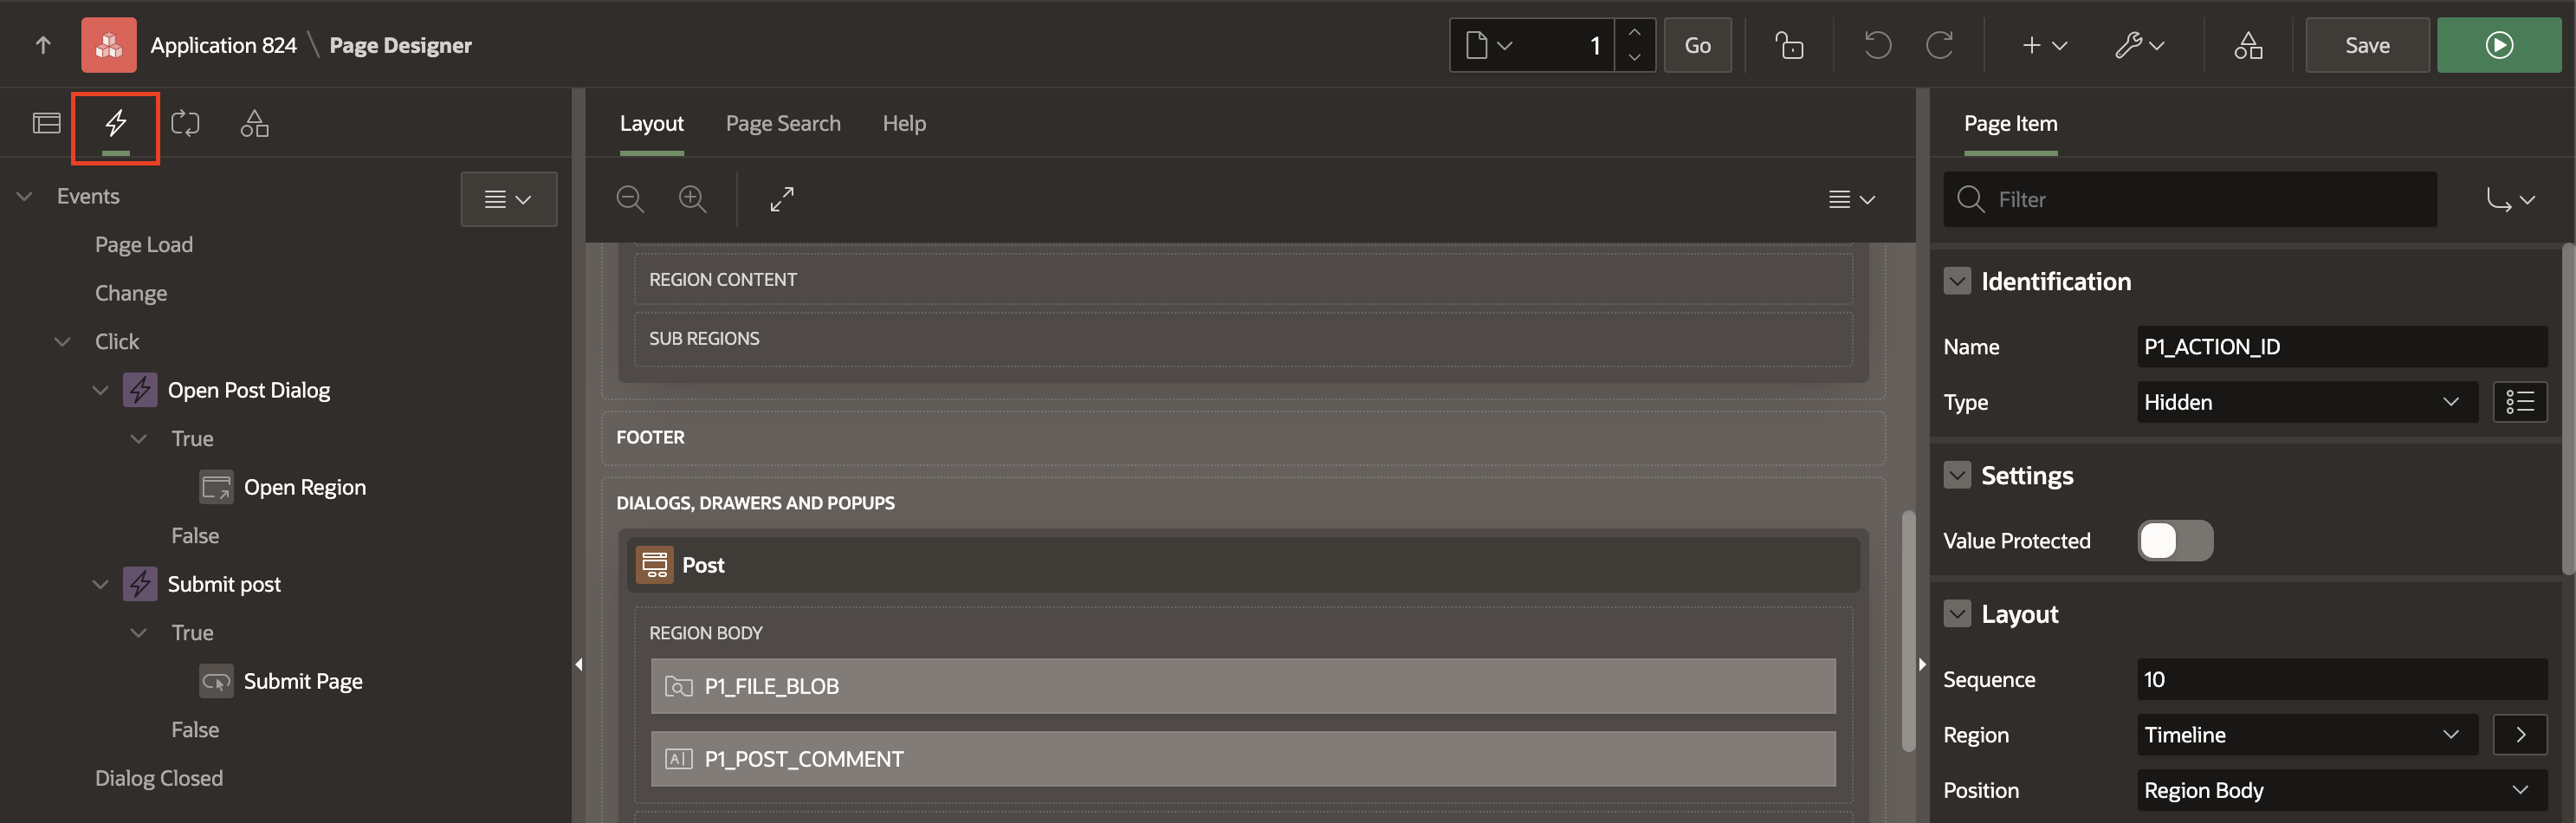 Application 824 \ Page Designer
1
Go
Save
Layout
Page Search
Help
Page Item
Events
Page Load
Change
Click
Open Post Dialog
True
Open Region
False
Submit post
True
Submit Page
False
Dialog Closed
REGION CONTENT
SUB REGIONS
FOOTER
DIALOGS, DRAWERS AND POPUPS
Post
REGION BODY
P1_FILE_BLOB
P1_POST_COMMENT
Filter
Identification
Name P1_ACTION_ID
Type Hidden
Settings
Value Protected
Layout
Sequence 10
Region Timeline
Position Region Body